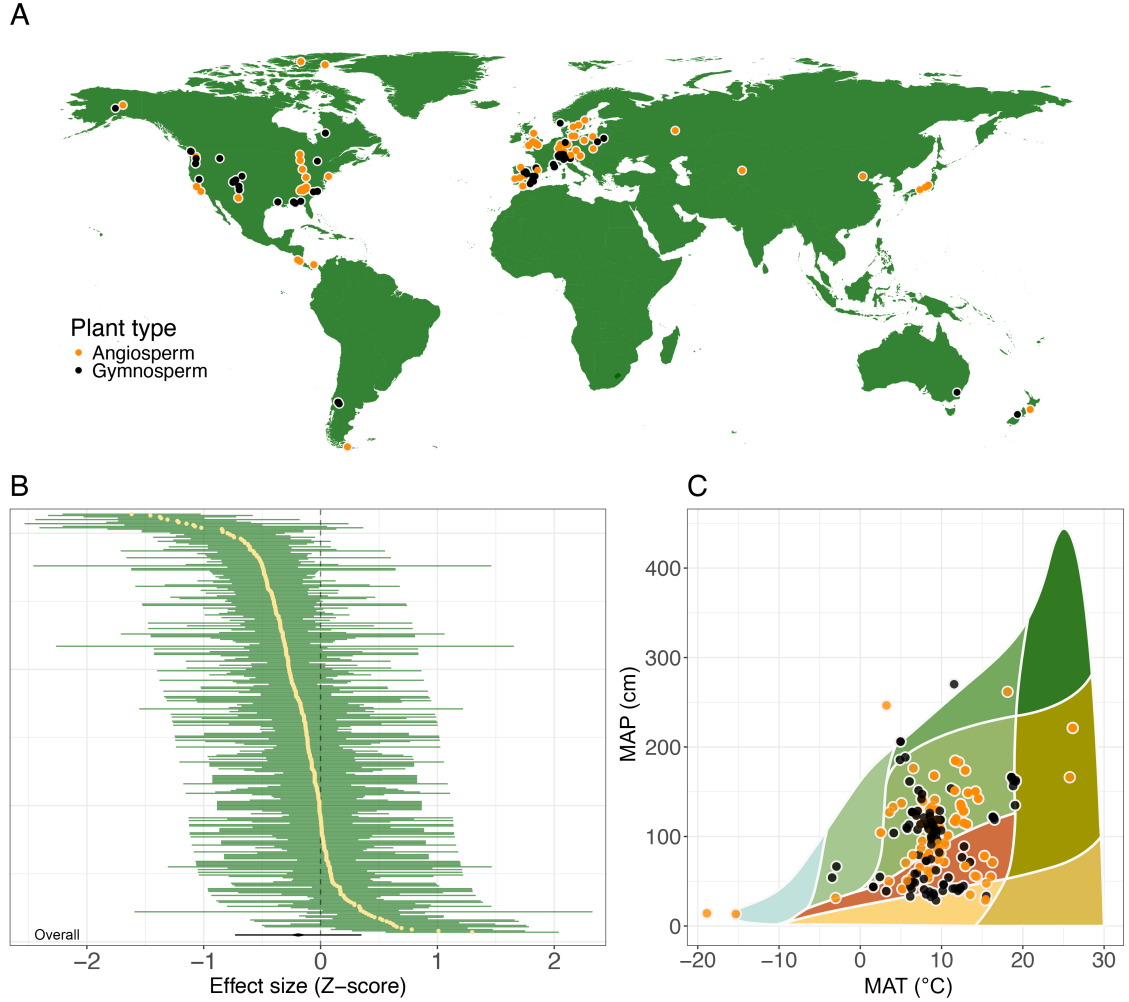 A
Plant type
Angiosperm
Gymnosperm
B
Overall
−2 −1 0 1 2
Effect size (Z−score)
C
MAP (cm)
400
300
200
100
0
−20 −10 0 10 20 30
MAT (°C)